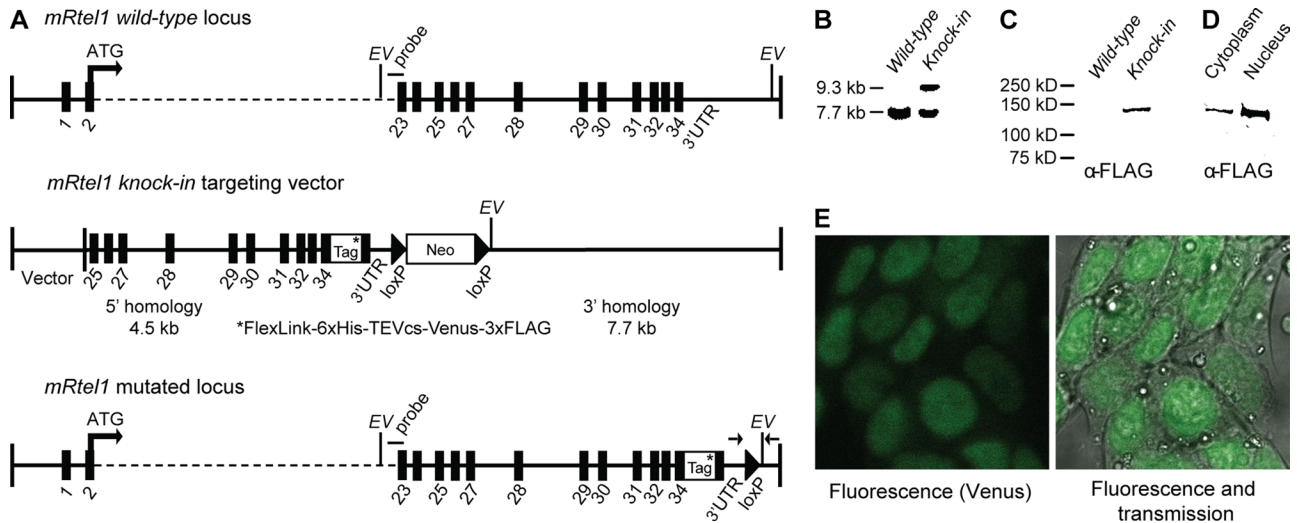 A
mRtel1 wild-type locus
ATG
EV
probe
1 2 23 25 27 28 29 30 31 32 34 3'UTR
mRtel1 knock-in targeting vector
EV
Tag*
Neo
Vector 25 27 28 29 30 31 32 34 3'UTR loxP loxP
5' homology
4.5 kb
*FlexLink-6xHis-TEVcs-Venus-3xFLAG
3' homology
7.7 kb
mRtel1 mutated locus
ATG
EV
probe
EV
Tag*
1 2 23 25 27 28 29 30 31 32 34 3'UTR loxP
B
Wild-type
Knock-in
9.3 kb
7.7 kb
C
Wild-type
Knock-in
250 kD
150 kD
100 kD
75 kD
α-FLAG
D
Cytoplasm
Nucleus
α-FLAG
E
Fluorescence (Venus)
Fluorescence and
transmission
EV